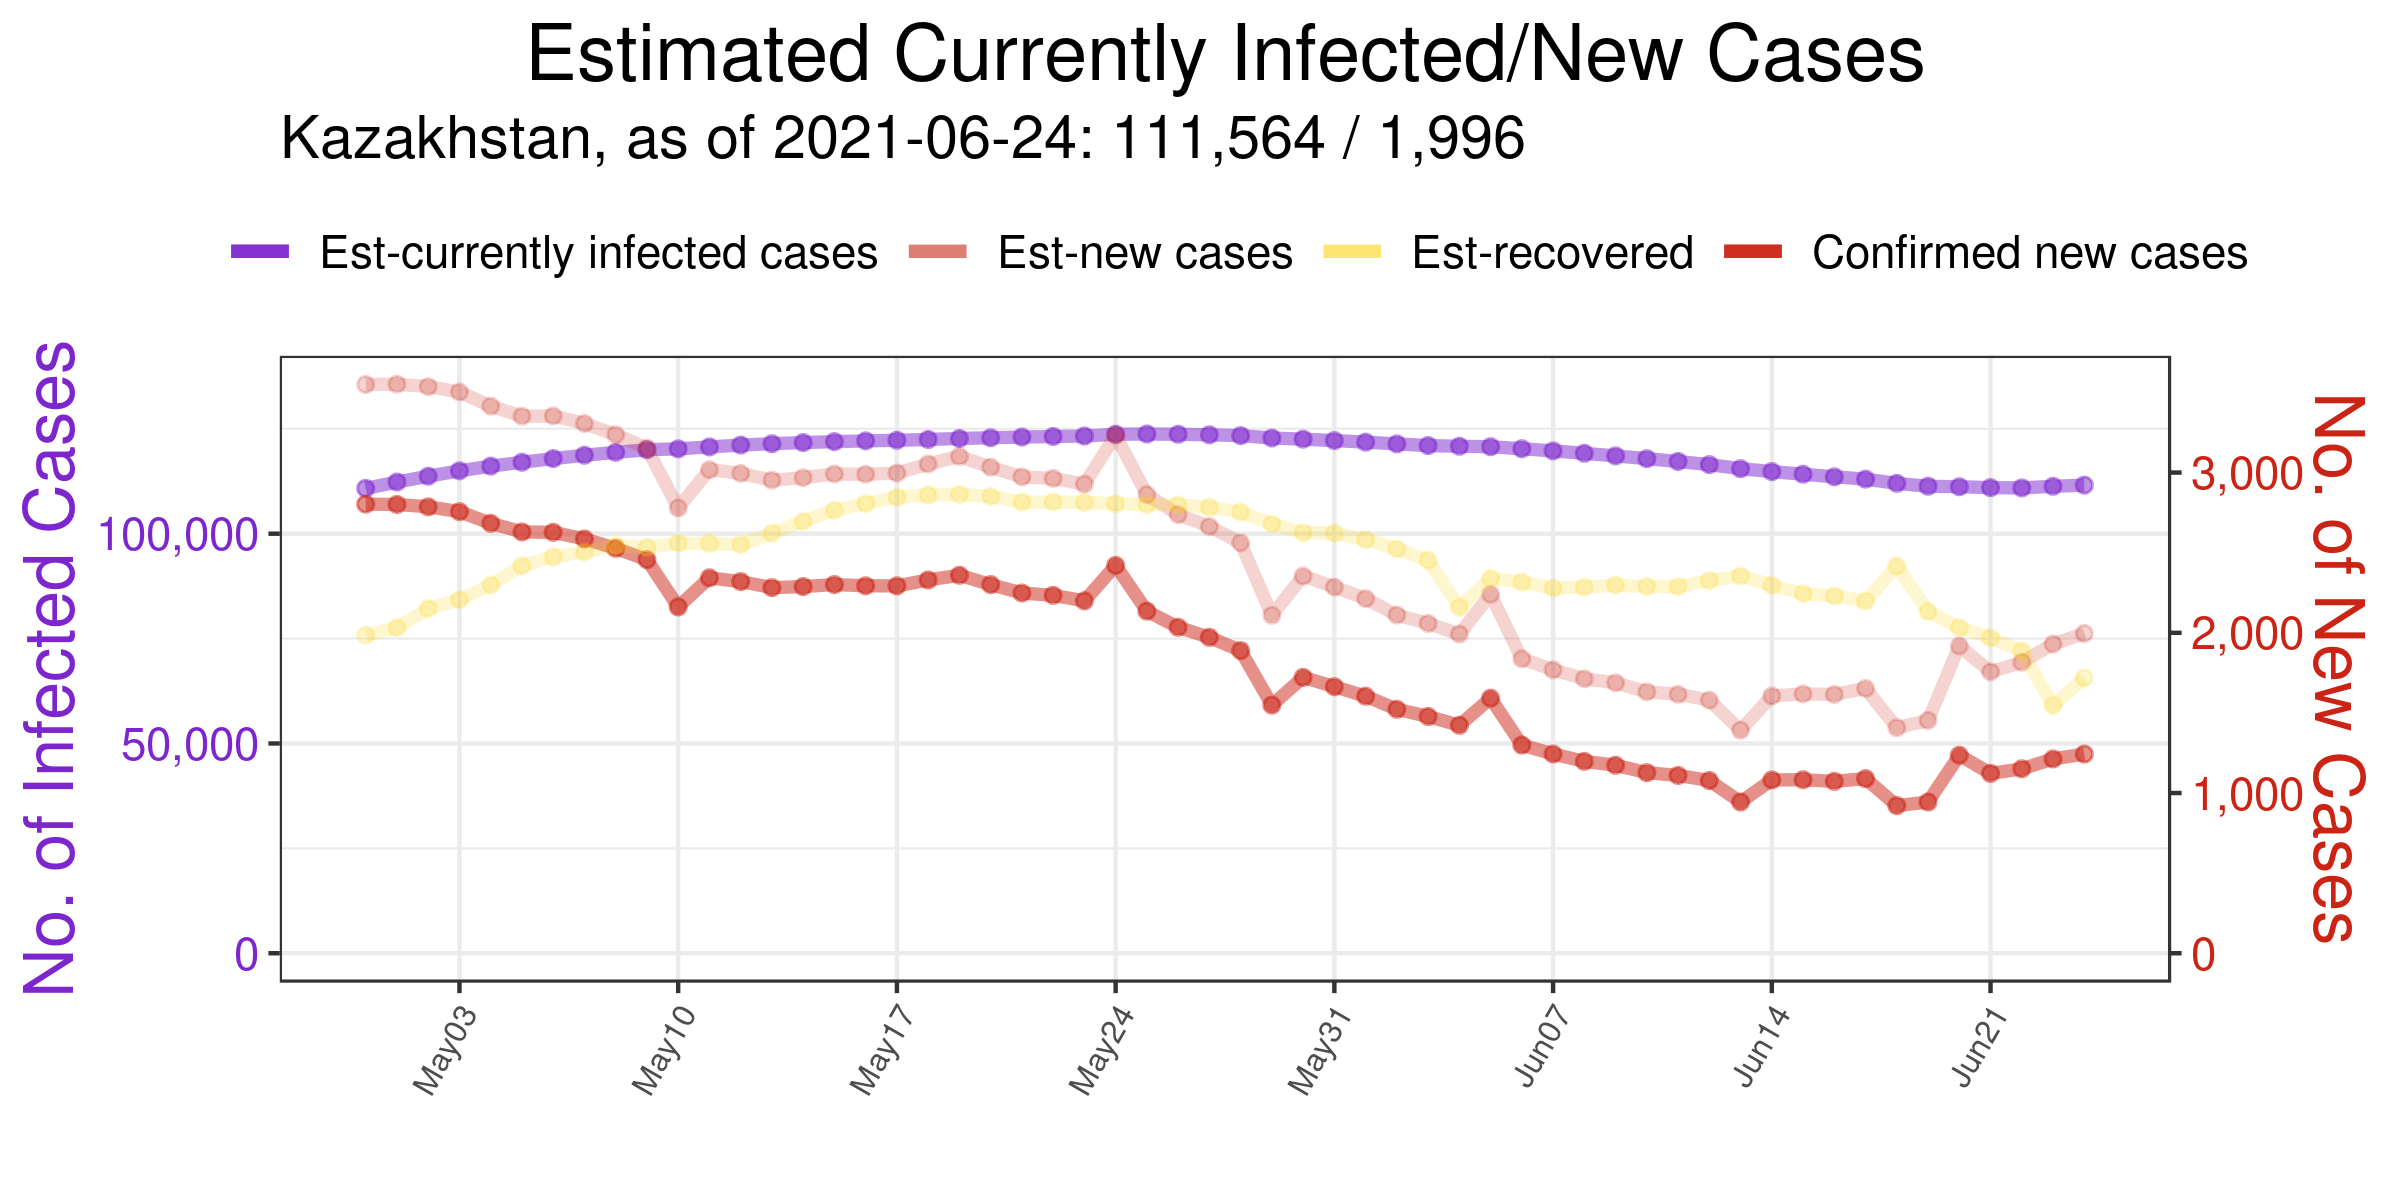 Estimated Currently Infected/New Cases
Kazakhstan, as of 2021-06-24: 111,564 / 1,996
Est-currently infected cases Est-new cases Est-recovered Confirmed new cases
No. of Infected Cases
100,000
50,000
0
3,000
2,000
1,000
0
No. of New Cases
May03 May10 May17 May24 May31 Jun07 Jun14 Jun21